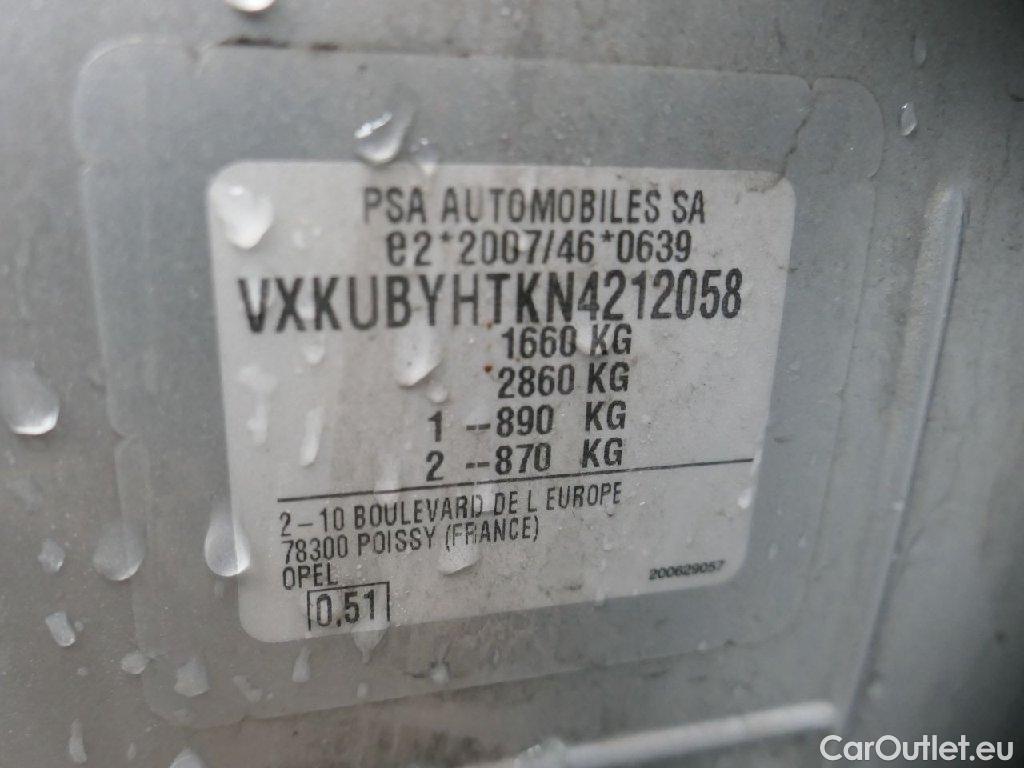 PSA AUTOMOBILES SA
e2*2007/46*0639
VXKUBYHTKN4212058
1660 KG
2860 KG
1 --890 KG
2 --870 KG
2-10 BOULEVARD DE L EUROPE
78300 POISSY (FRANCE)
OPEL
200629057
0,51
CarOutlet.eu